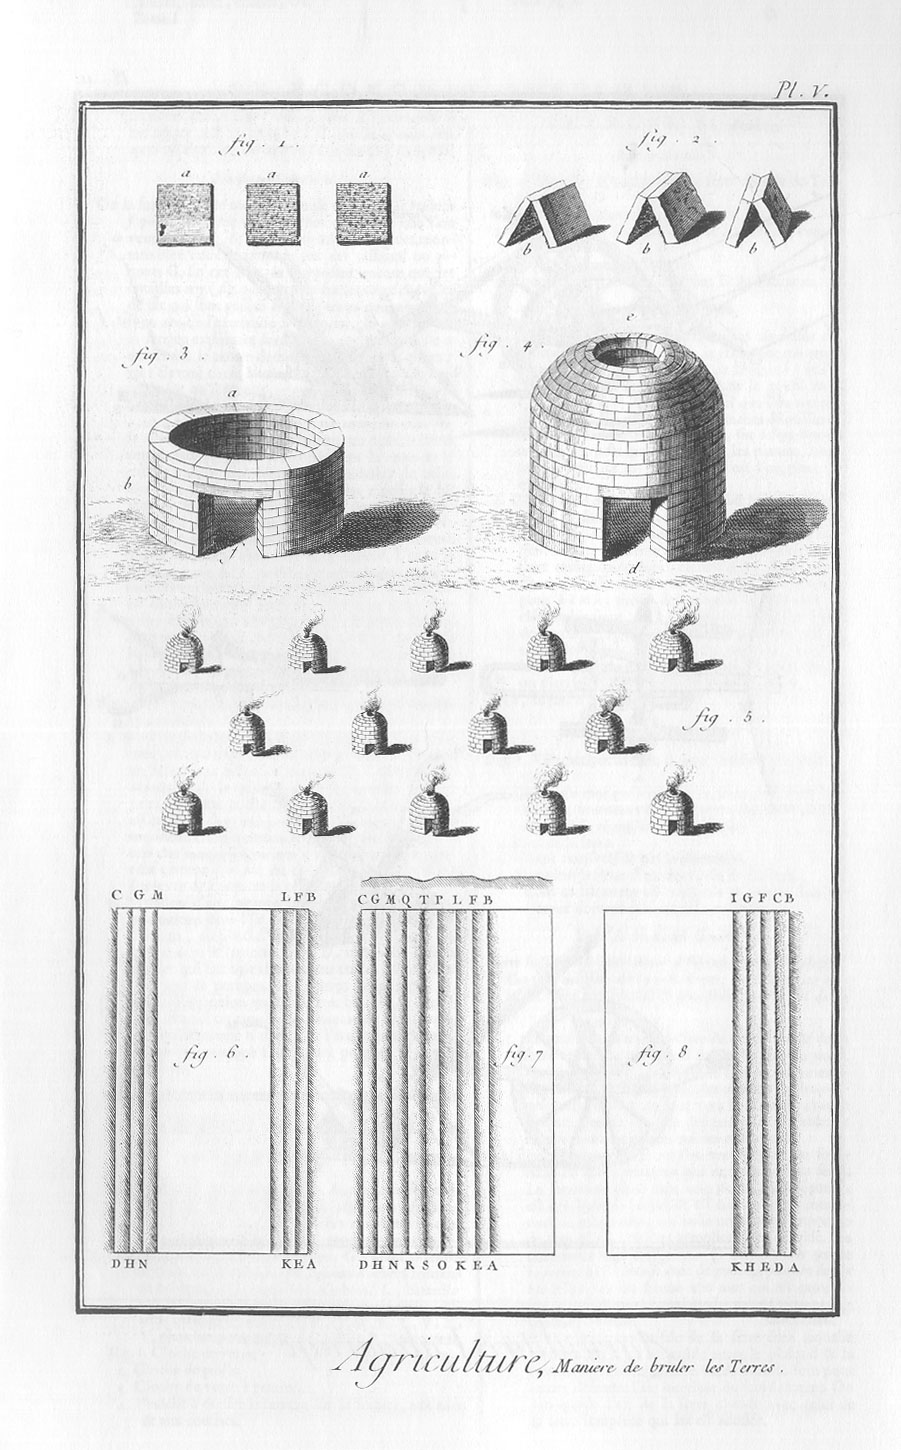 Pl. V.
fig. 1.
fig. 2.
a a a
b b b
fig. 3.
fig. 4.
a
b
f
e
d
fig. 5.
C G M L F B
C G M Q T P L F B
I G F C B
fig. 6.
fig. 7
fig. 8.
D H N K E A
D H N R S O K E A
K H E D A
Agriculture, Maniere de bruler les Terres.